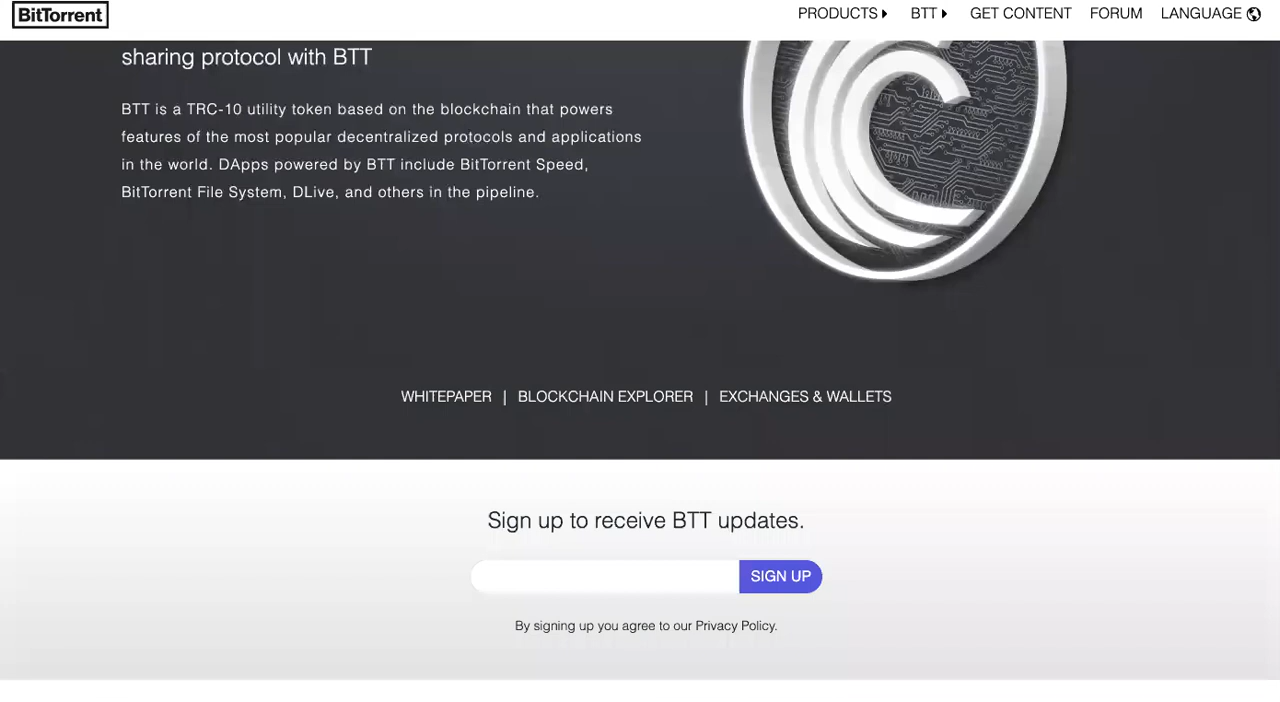 BitTorrent
PRODUCTS BTT GET CONTENT FORUM LANGUAGE
sharing protocol with BTT
BTT is a TRC-10 utility token based on the blockchain that powers
features of the most popular decentralized protocols and applications
in the world. DApps powered by BTT include BitTorrent Speed,
BitTorrent File System, DLive, and others in the pipeline.
WHITEPAPER | BLOCKCHAIN EXPLORER | EXCHANGES & WALLETS
Sign up to receive BTT updates.
SIGN UP
By signing up you agree to our Privacy Policy.